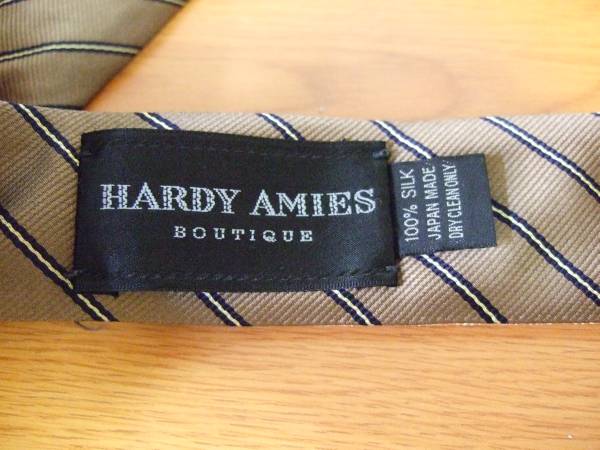 HARDY AMIES
BOUTIQUE
100% SILK
JAPAN MADE
DRY CLEAN ONLY